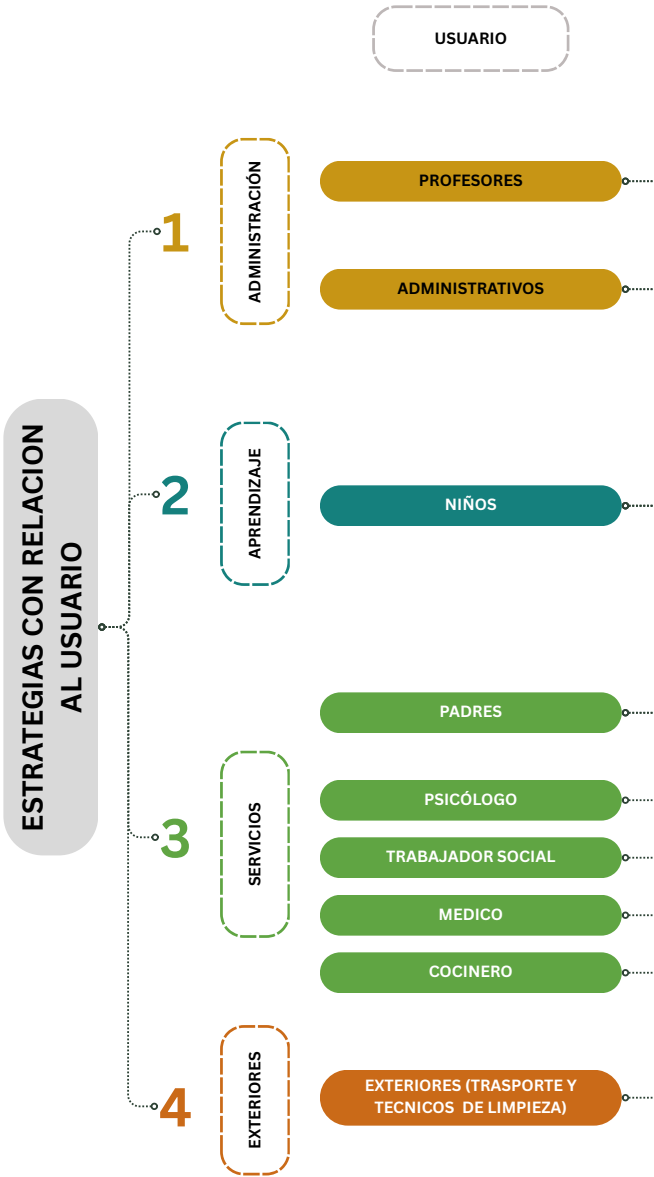 USUARIO
ESTRATEGIAS CON RELACION
AL USUARIO
1
ADMINISTRACIÓN
PROFESORES
ADMINISTRATIVOS
2
APRENDIZAJE
NIÑOS
3
SERVICIOS
PADRES
PSICÓLOGO
TRABAJADOR SOCIAL
MEDICO
COCINERO
4
EXTERIORES
EXTERIORES (TRASPORTE Y
TECNICOS DE LIMPIEZA)